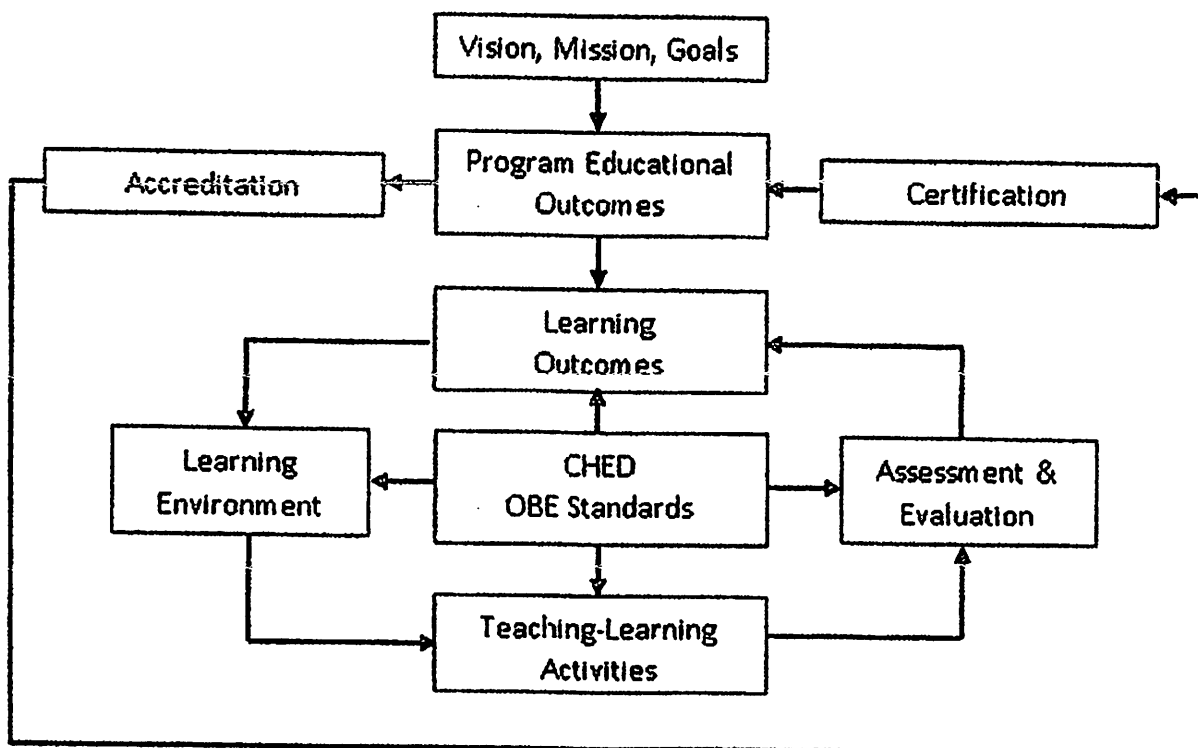 Vision, Mission, Goals
Accreditation
Program Educational
Outcomes
Certification
Learning
Outcomes
Learning
Environment
CHED
OBE Standards
Assessment &
Evaluation
Teaching-Learning
Activities